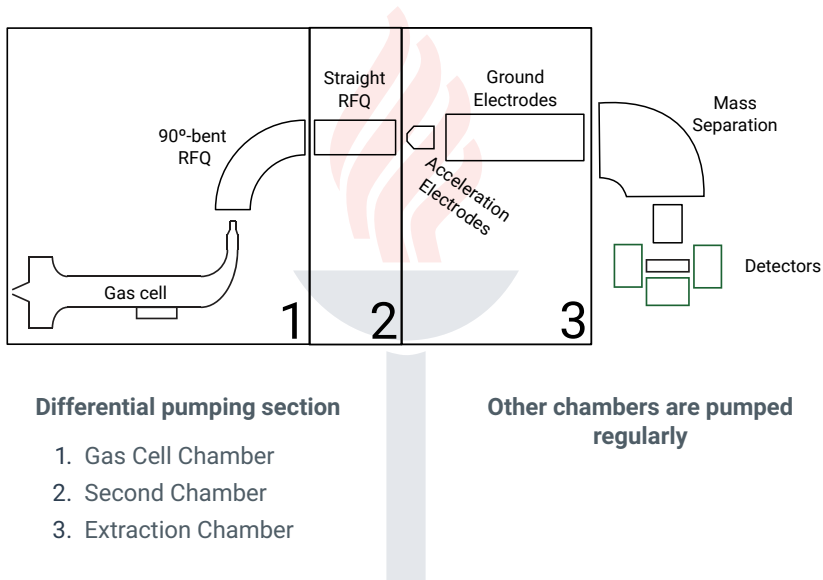 Straight
RFQ
Ground
Electrodes
Mass
Separation
90º-bent
RFQ
Acceleration
Electrodes
Gas cell
Detectors
1
2
3
Differential pumping section
1. Gas Cell Chamber
2. Second Chamber
3. Extraction Chamber
Other chambers are pumped
regularly